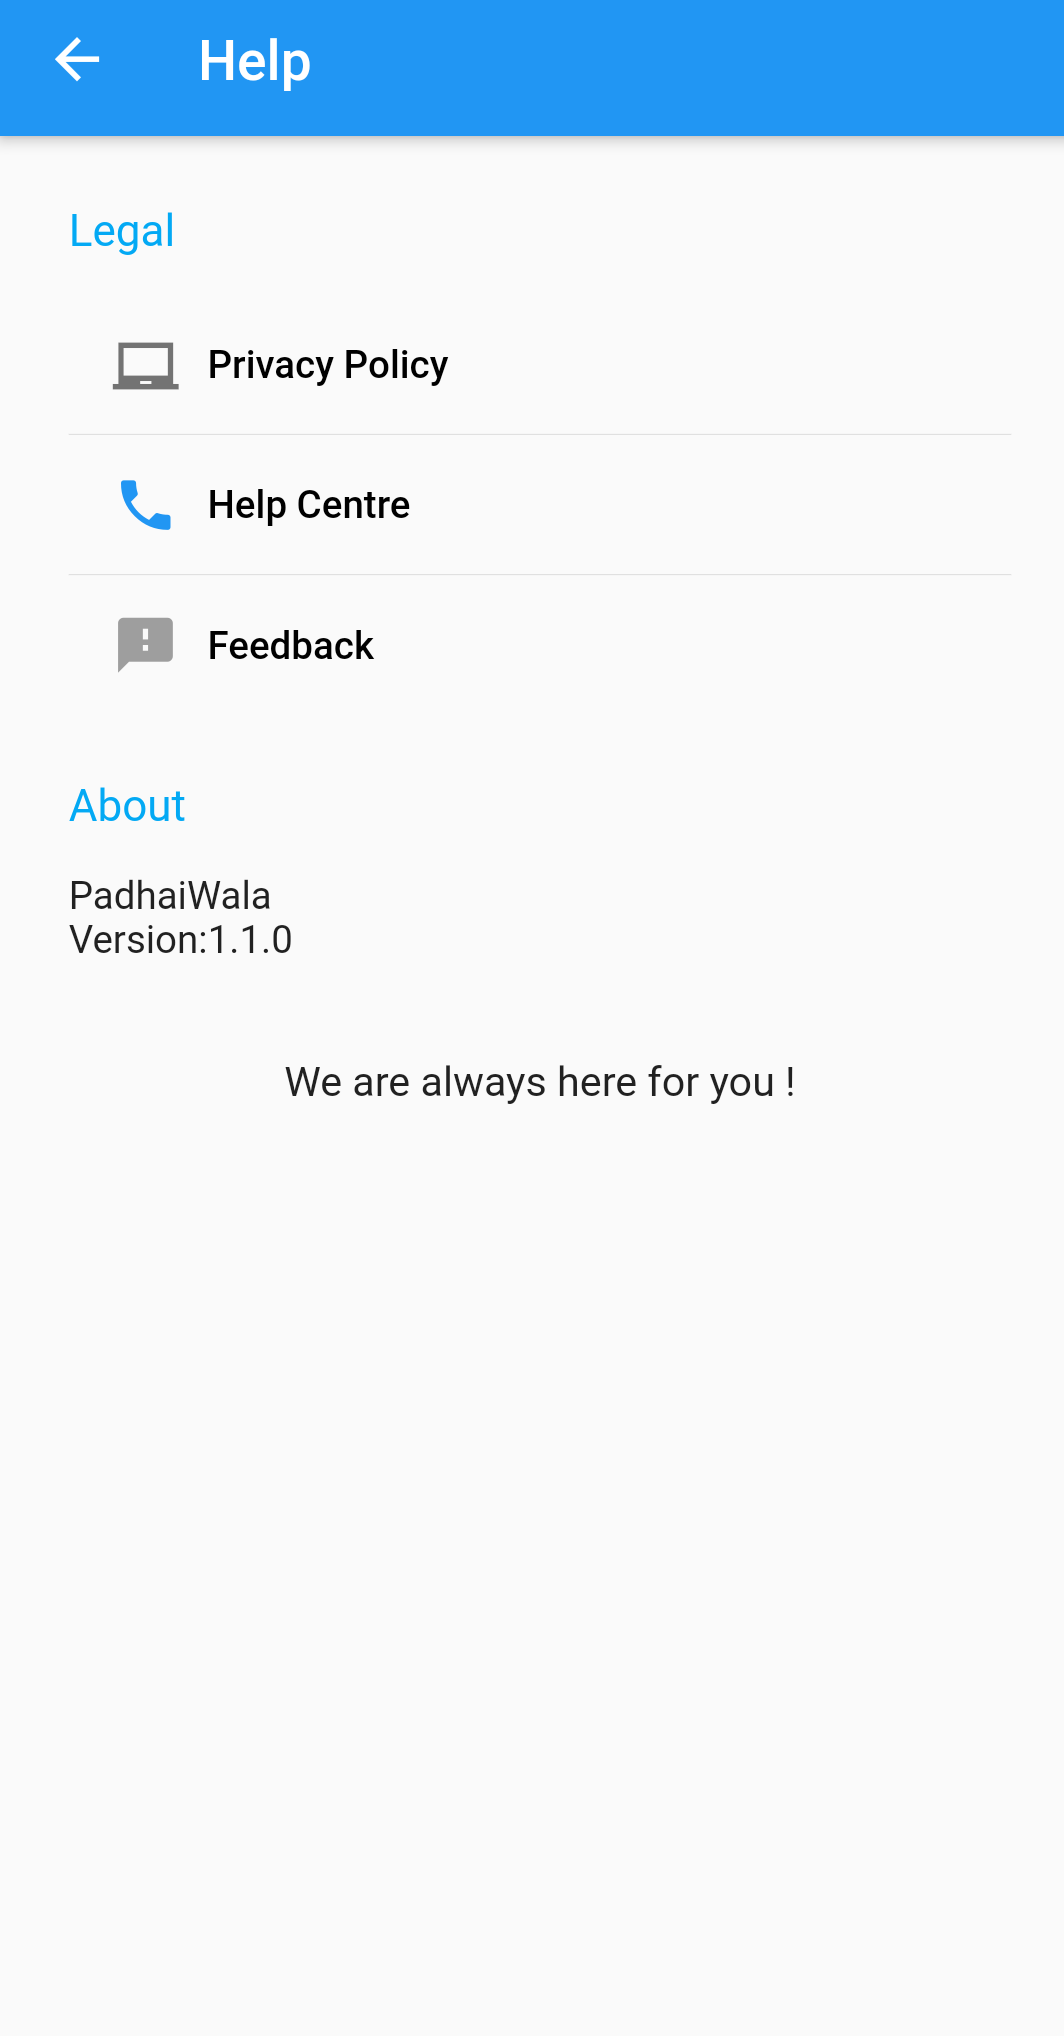 Help
Legal
Privacy Policy
Help Centre
Feedback
About
PadhaiWala
Version:1.1.0
We are always here for you !